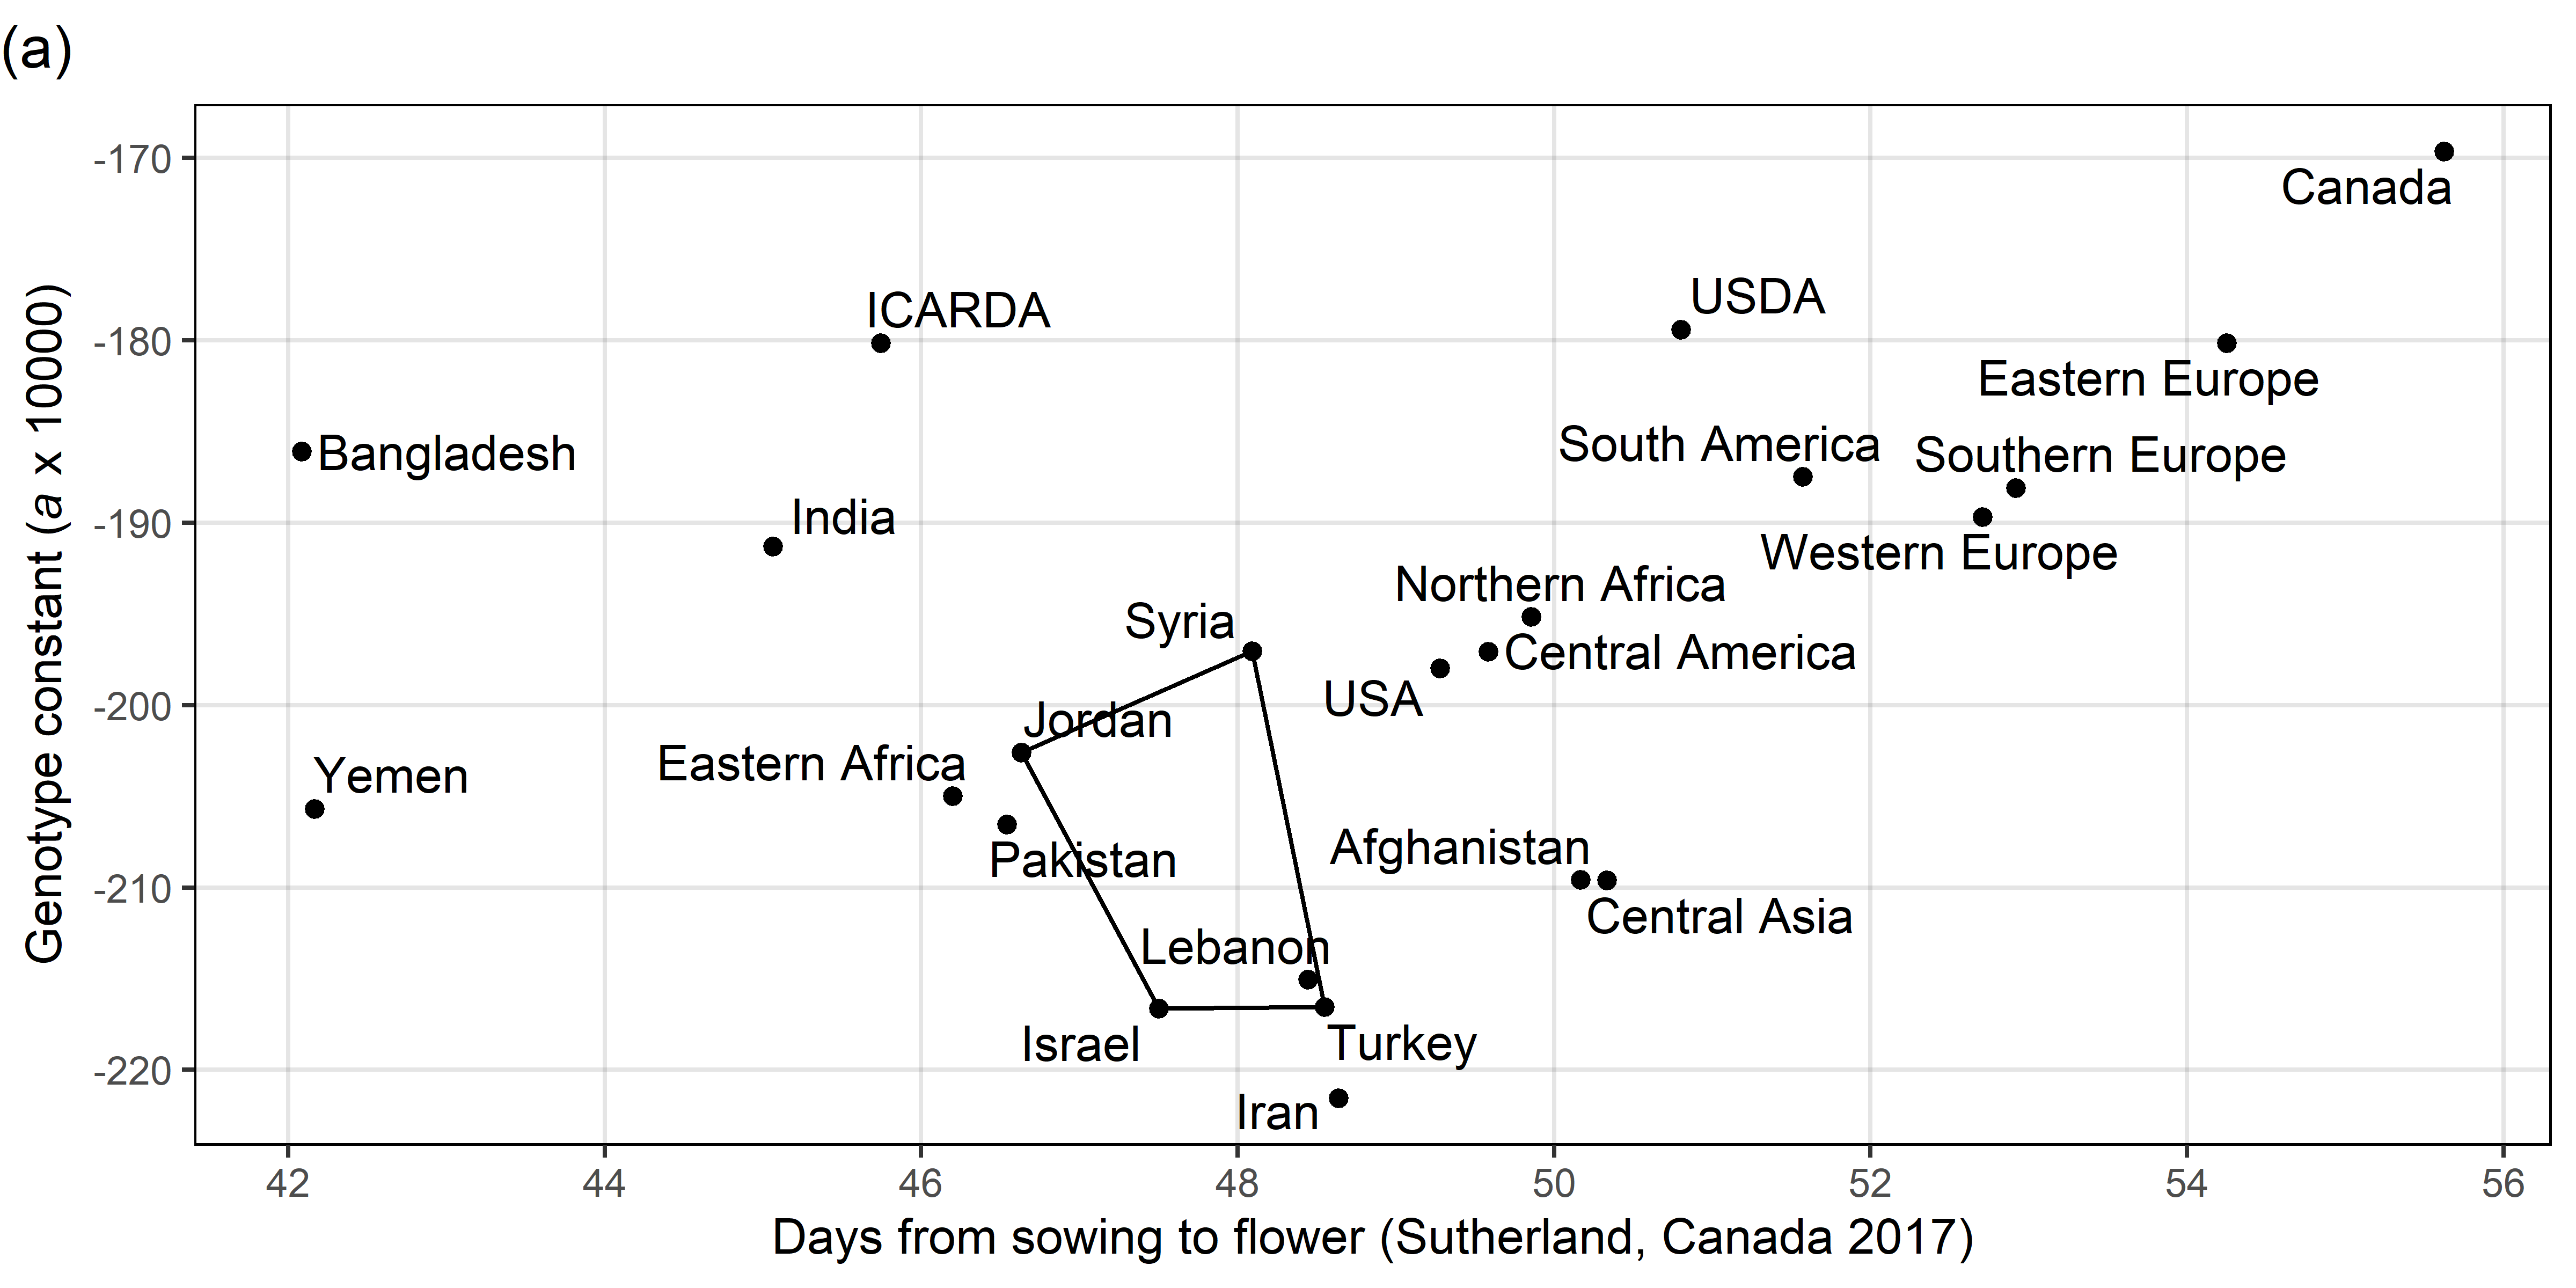 (a)
Genotype constant (a x 10000)
-170
-180
-190
-200
-210
-220
Canada
ICARDA
USDA
Eastern Europe
Bangladesh
South America
Southern Europe
India
Western Europe
Northern Africa
Syria
Central America
USA
Jordan
Eastern Africa
Yemen
Pakistan
Afghanistan
Central Asia
Lebanon
Israel
Turkey
Iran
42 44 46 48 50 52 54 56
Days from sowing to flower (Sutherland, Canada 2017)